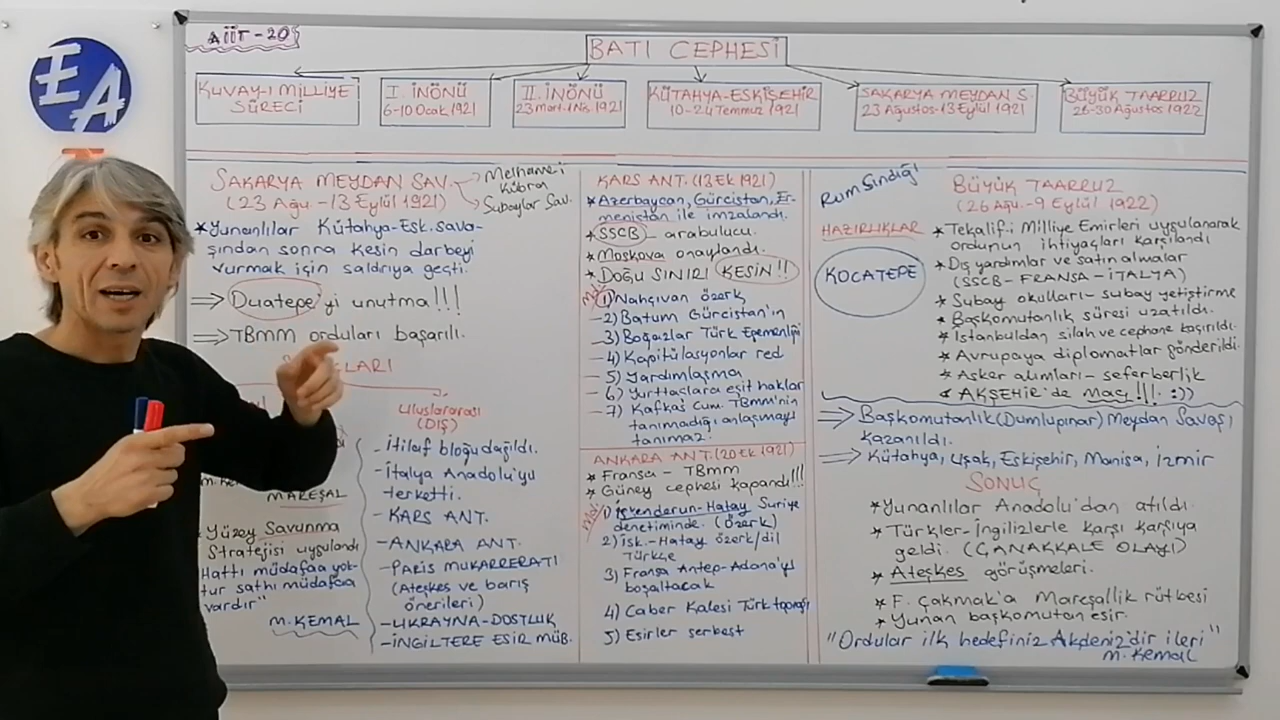 EA
AİİT-20
BATI CEPHESİ
KUVAY-I MİLLİYE
SÜRECİ
I İNÖNÜ
6-10 Ocak 1921
II. İNÖNÜ
23 Mart-1 Nis 1921
KÜTAHYA-ESKİŞEHİR
10-24 Temmuz 1921
SAKARYA MEYDAN S.
23 Ağustos-13 Eylül 1921
BÜYÜK TAARRUZ
26-30 Ağustos 1922
SAKARYA MEYDAN SAV.
(23 Ağu.-13 Eylül 1921)
Melhame-i
Kübra
Subaylar Sav.
* Yunanlılar Kütahya-Esk. sava-
şından sonra kesin darbeyi
vurmak için saldırıya geçti.
⇒ Duatepe'yi unutma!!!
⇒ TBMM orduları başarılı.
LARI
MAREŞAL
"Yüzey Savunma
Stratejisi uygulandı
Hattı müdafaa yok-
tur sathı müdafaa
vardır"
M. KEMAL
Uluslararası
(DIŞ)
- İtilaf bloğu dağıldı.
- İtalya Anadolu'yu
terketti.
- KARS ANT.
- ANKARA ANT.
- PARİS MUKARRERATI
(Ateşkes ve barış
önerileri)
- UKRAYNA-DOSTLUK
- İNGİLTERE ESİR MÜB.
KARS ANT. (13 Ek 1921)
* Azerbaycan, Gürcistan, Er-
menistan ile imzalandı.
* SSCB - arabulucu.
* Moskova onaylandı.
* Doğu SINIRI KESİN!!
1) Nahçıvan özerk
- 2) Batum Gürcistan'ın
- 3) Boğazlar Türk Egemenliği
- 4) Kapitülasyonlar red
- 5) Yardımlaşma
- 6) Yurttaşlara eşit haklar
- 7) Kafkas Cum. TBMM'nin
tanımadığı anlaşmayı
tanımaz.
ANKARA ANT. (20 Ek 1921)
* Fransa - TBMM
* Güney cephesi kapandı!!!
1) İskenderun-Hatay Suriye
denetiminde. (Özerk)
2) İsk.-Hatay özerk/dil
Türkçe
3) Fransa Antep-Adana'yı
boşaltacak
4) Caber Kalesi Türk toprağı
5) Esirler serbest
Rum Sındığı
BÜYÜK TAARRUZ
(26 Ağu.-9 Eylül 1922)
HAZIRLIKLAR
KOCATEPE
* Tekalif-i Milliye Emirleri uygulanarak
ordunun ihtiyaçları karşılandı
* Dış yardımlar ve satın almalar
(SSCB-FRANSA-İTALYA)
* Subay okulları-subay yetiştirme
* Başkomutanlık süresi uzatıldı.
* İstanbuldan silah ve cephane kaçırıldı.
* Avrupaya diplomatlar gönderildi.
* Asker alımları-seferberlik
* AKŞEHİR'de Maç!!! :))
⇒ Başkomutanlık (Dumlupınar) Meydan Savaşı
kazanıldı.
⇒ Kütahya, Uşak, Eskişehir, Manisa, İzmir
SONUÇ
* Yunanlılar Anadolu'dan atıldı.
* Türkler-İngilizlerle karşı karşıya
geldi. (ÇANAKKALE OLAYI)
* Ateşkes görüşmeleri.
* F. Çakmak'a Mareşallik rütbesi
* Yunan başkomutan esir.
"Ordular ilk hedefiniz Akdeniz'dir ileri"
M. Kemal